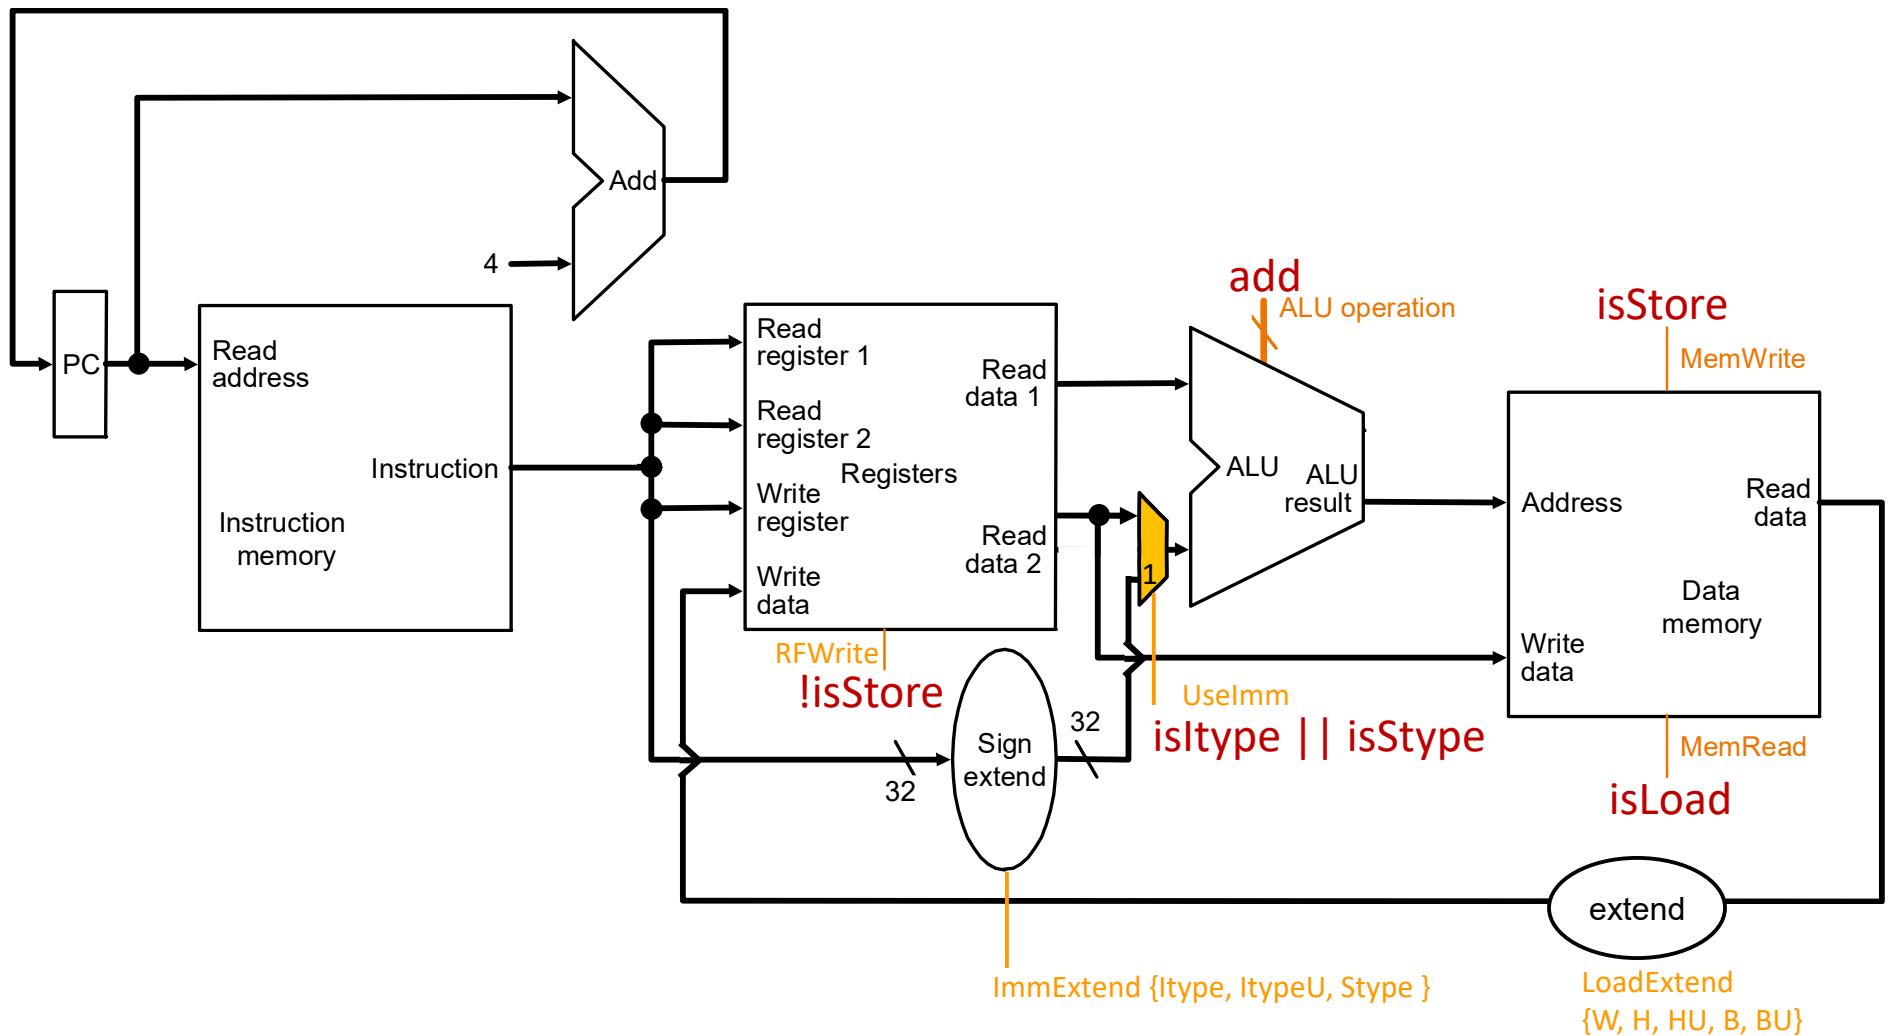 Add
4
PC
Read
address
Instruction
Instruction
memory
Read
register 1
Read
register 2
Write
register
Write
data
Registers
Read
data 1
Read
data 2
RFWrite
!isStore
Sign
extend
32
32
ImmExtend {Itype, ItypeU, Stype }
1
UseImm
isItype || isStype
add
ALU operation
ALU
ALU
result
isStore
MemWrite
Address
Read
data
Data
memory
Write
data
MemRead
isLoad
extend
LoadExtend
{W, H, HU, B, BU}